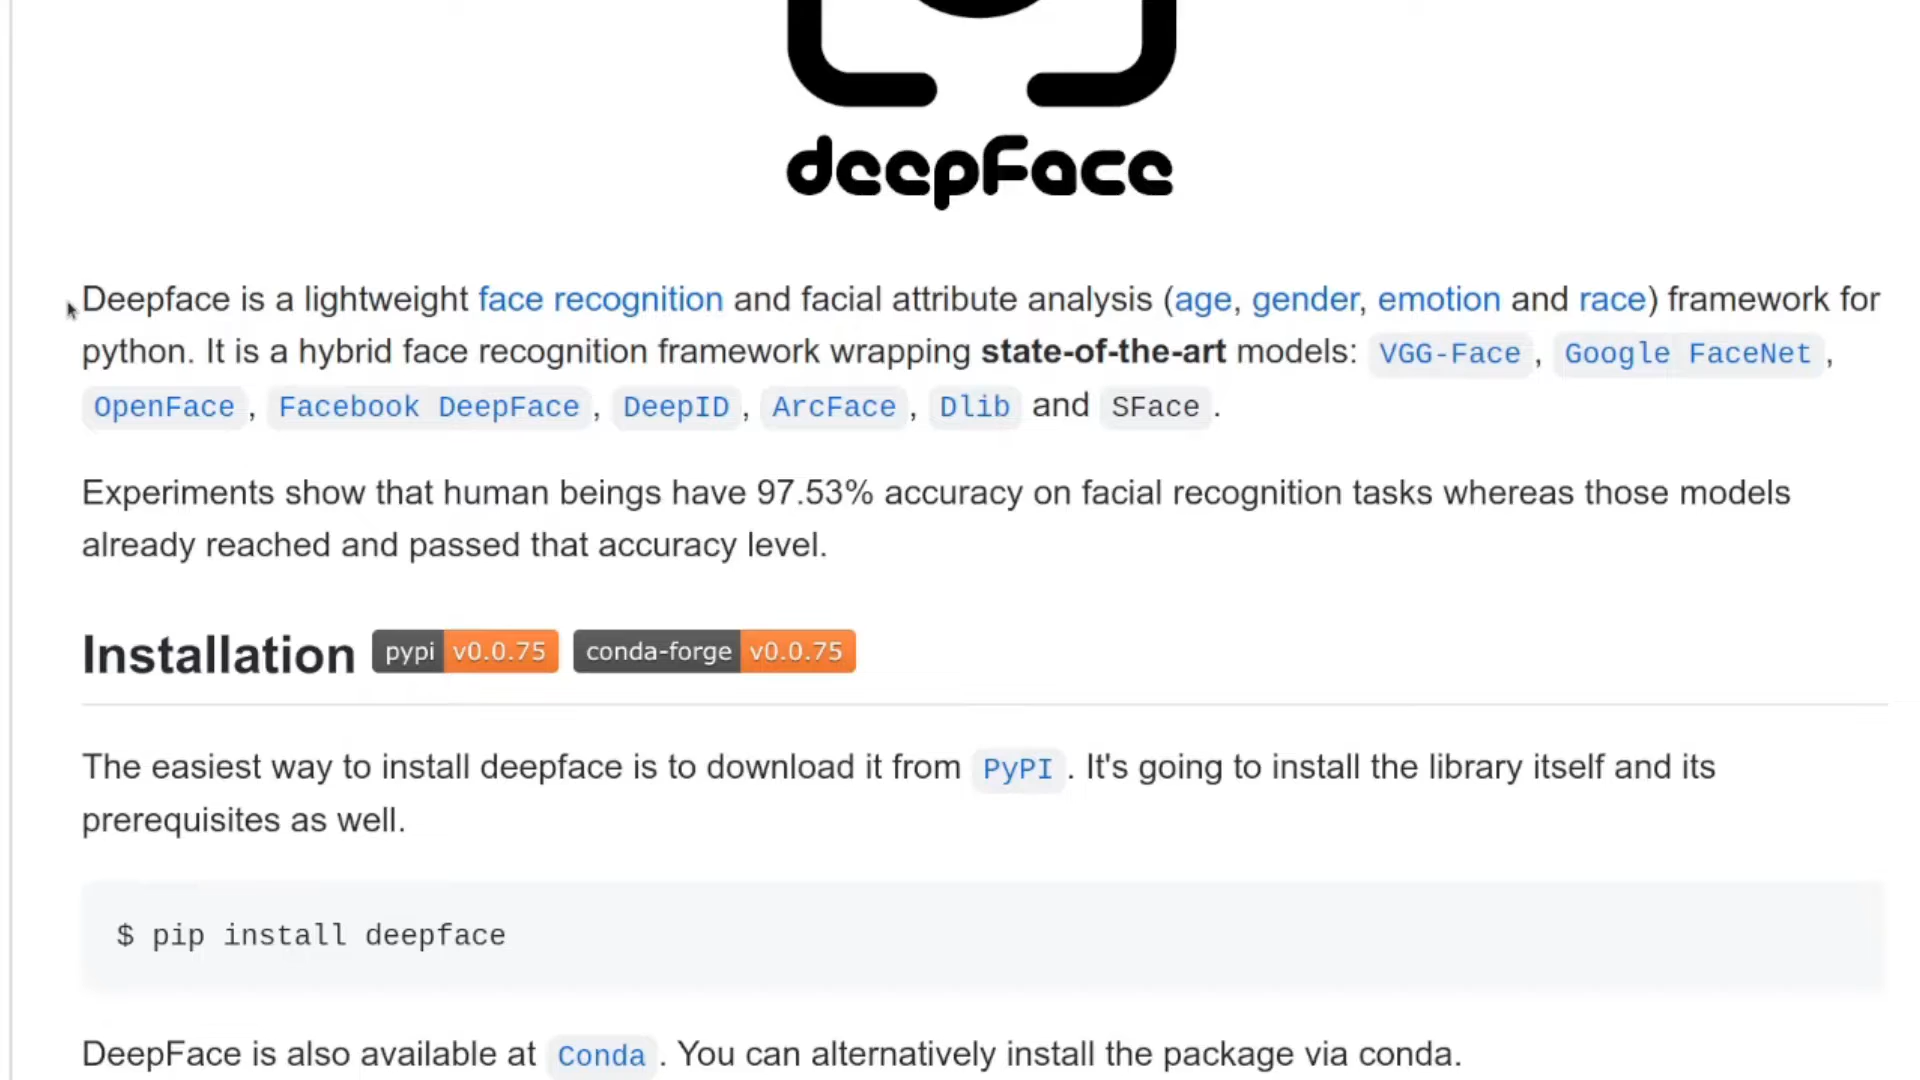 deepface
Deepface is a lightweight face recognition and facial attribute analysis (age, gender, emotion and race) framework for
python. It is a hybrid face recognition framework wrapping state-of-the-art models: VGG-Face , Google FaceNet ,
OpenFace , Facebook DeepFace , DeepID , ArcFace , Dlib and SFace .
Experiments show that human beings have 97.53% accuracy on facial recognition tasks whereas those models
already reached and passed that accuracy level.
Installation pypi v0.0.75 conda-forge v0.0.75
The easiest way to install deepface is to download it from PyPI . It's going to install the library itself and its
prerequisites as well.
$ pip install deepface
DeepFace is also available at Conda . You can alternatively install the package via conda.